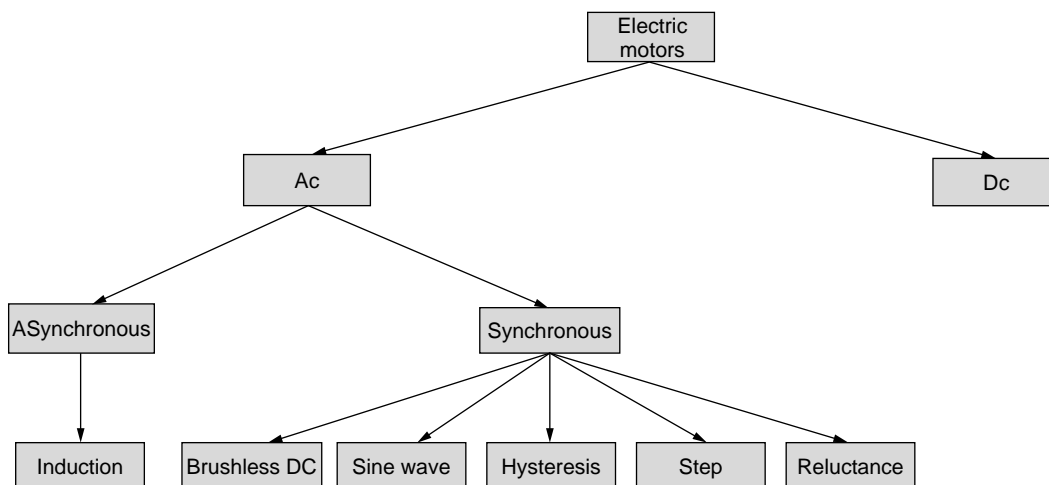 Electric
motors
Ac
Dc
ASynchronous
Synchronous
Induction
Brushless DC
Sine wave
Hysteresis
Step
Reluctance